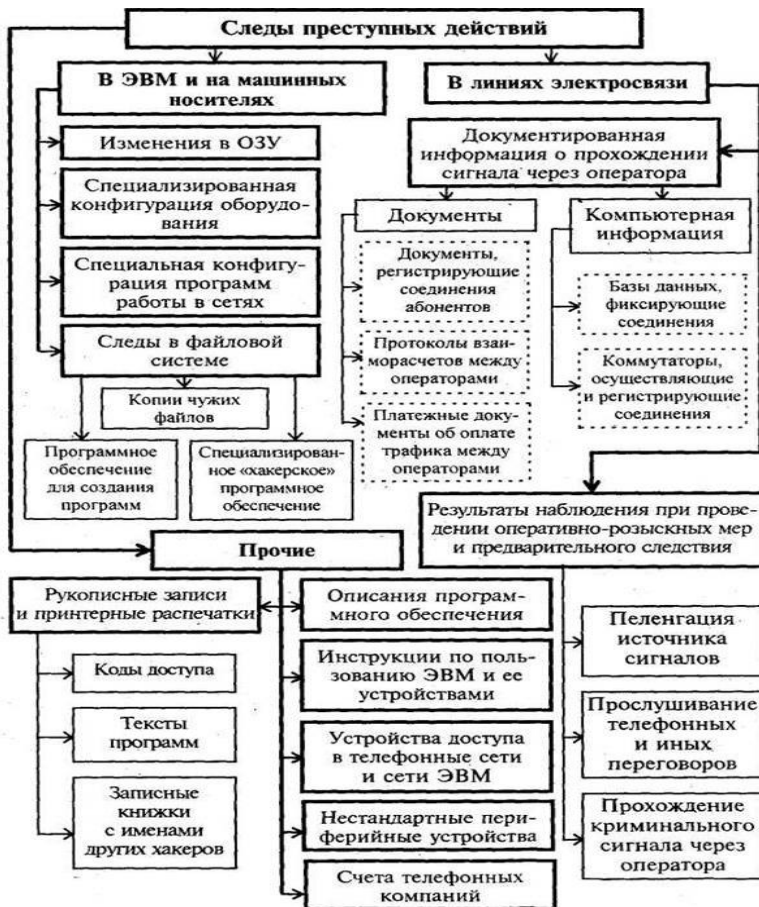 Следы преступных действий
В ЭВМ и на машинных
носителях
Изменения в ОЗУ
Специализированная
конфигурация оборудо-
вания
Специальная конфигу-
рация программ
работы в сетях
Следы в файловой
системе
Копии чужих
файлов
Программное
обеспечение
для создания
программ
Специализирован-
ное «хакерское»
программное
обеспечение
В линиях электросвязи
Документированная
информация о прохождении
сигнала через оператора
Документы
Документы,
регистрирующие
соединения
абонентов
Протоколы взаи-
морасчетов между
операторами
Платежные доку-
менты об оплате
трафика между
операторами
Компьютерная
информация
Базы данных,
фиксирующие
соединения
Коммутаторы,
осуществляющие
и регистрирующие
соединения
Результаты наблюдения при прове-
дении оперативно-розыскных мер
и предварительного следствия
Пеленгация
источника
сигналов
Прослушивание
телефонных
и иных
переговоров
Прохождение
криминального
сигнала через
оператора
Прочие
Рукописные записи
и принтерные распечатки
Коды доступа
Тексты
программ
Записные
книжки
с именами
других хакеров
Описания програм-
много обеспечения
Инструкции по поль-
зованию ЭВМ и ее
устройствами
Устройства доступа
в телефонные сети
и сети ЭВМ
Нестандартные пери-
ферийные устройства
Счета телефонных
компаний